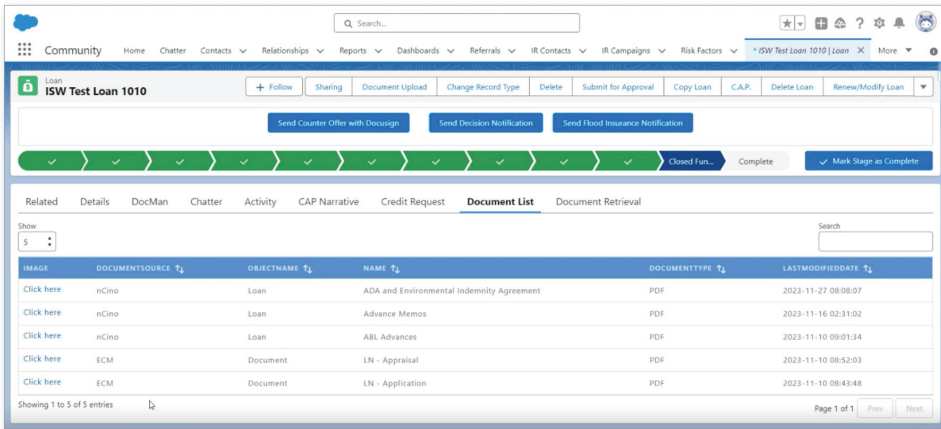 Search...
Community Home Chatter Contacts Relationships Reports Dashboards Referrals IR Contacts IR Campaigns Risk Factors * ISW Test Loan 1010 | Loan More
Loan
ISW Test Loan 1010
+ Follow Sharing Document Upload Change Record Type Delete Submit for Approval Copy Loan C.A.P. Delete Loan Renew/Modify Loan
Send Counter Offer with Docusign Send Decision Notification Send Flood Insurance Notification
Closed Fun... Complete Mark Stage as Complete
Related Details DocMan Chatter Activity CAP Narrative Credit Request Document List Document Retrieval
Show Search
5
IMAGE DOCUMENTSOURCE OBJECTNAME NAME DOCUMENTTYPE LASTMODIFIEDDATE
Click here nCino Loan ADA and Environmental Indemnity Agreement PDF 2023-11-27 08:08:07
Click here nCino Loan Advance Memos PDF 2023-11-16 02:31:02
Click here nCino Loan ABL Advances PDF 2023-11-10 09:01:34
Click here ECM Document LN - Appraisal PDF 2023-11-10 08:52:03
Click here ECM Document LN - Application PDF 2023-11-10 08:43:48
Showing 1 to 5 of 5 entries Page 1 of 1 Prev Next